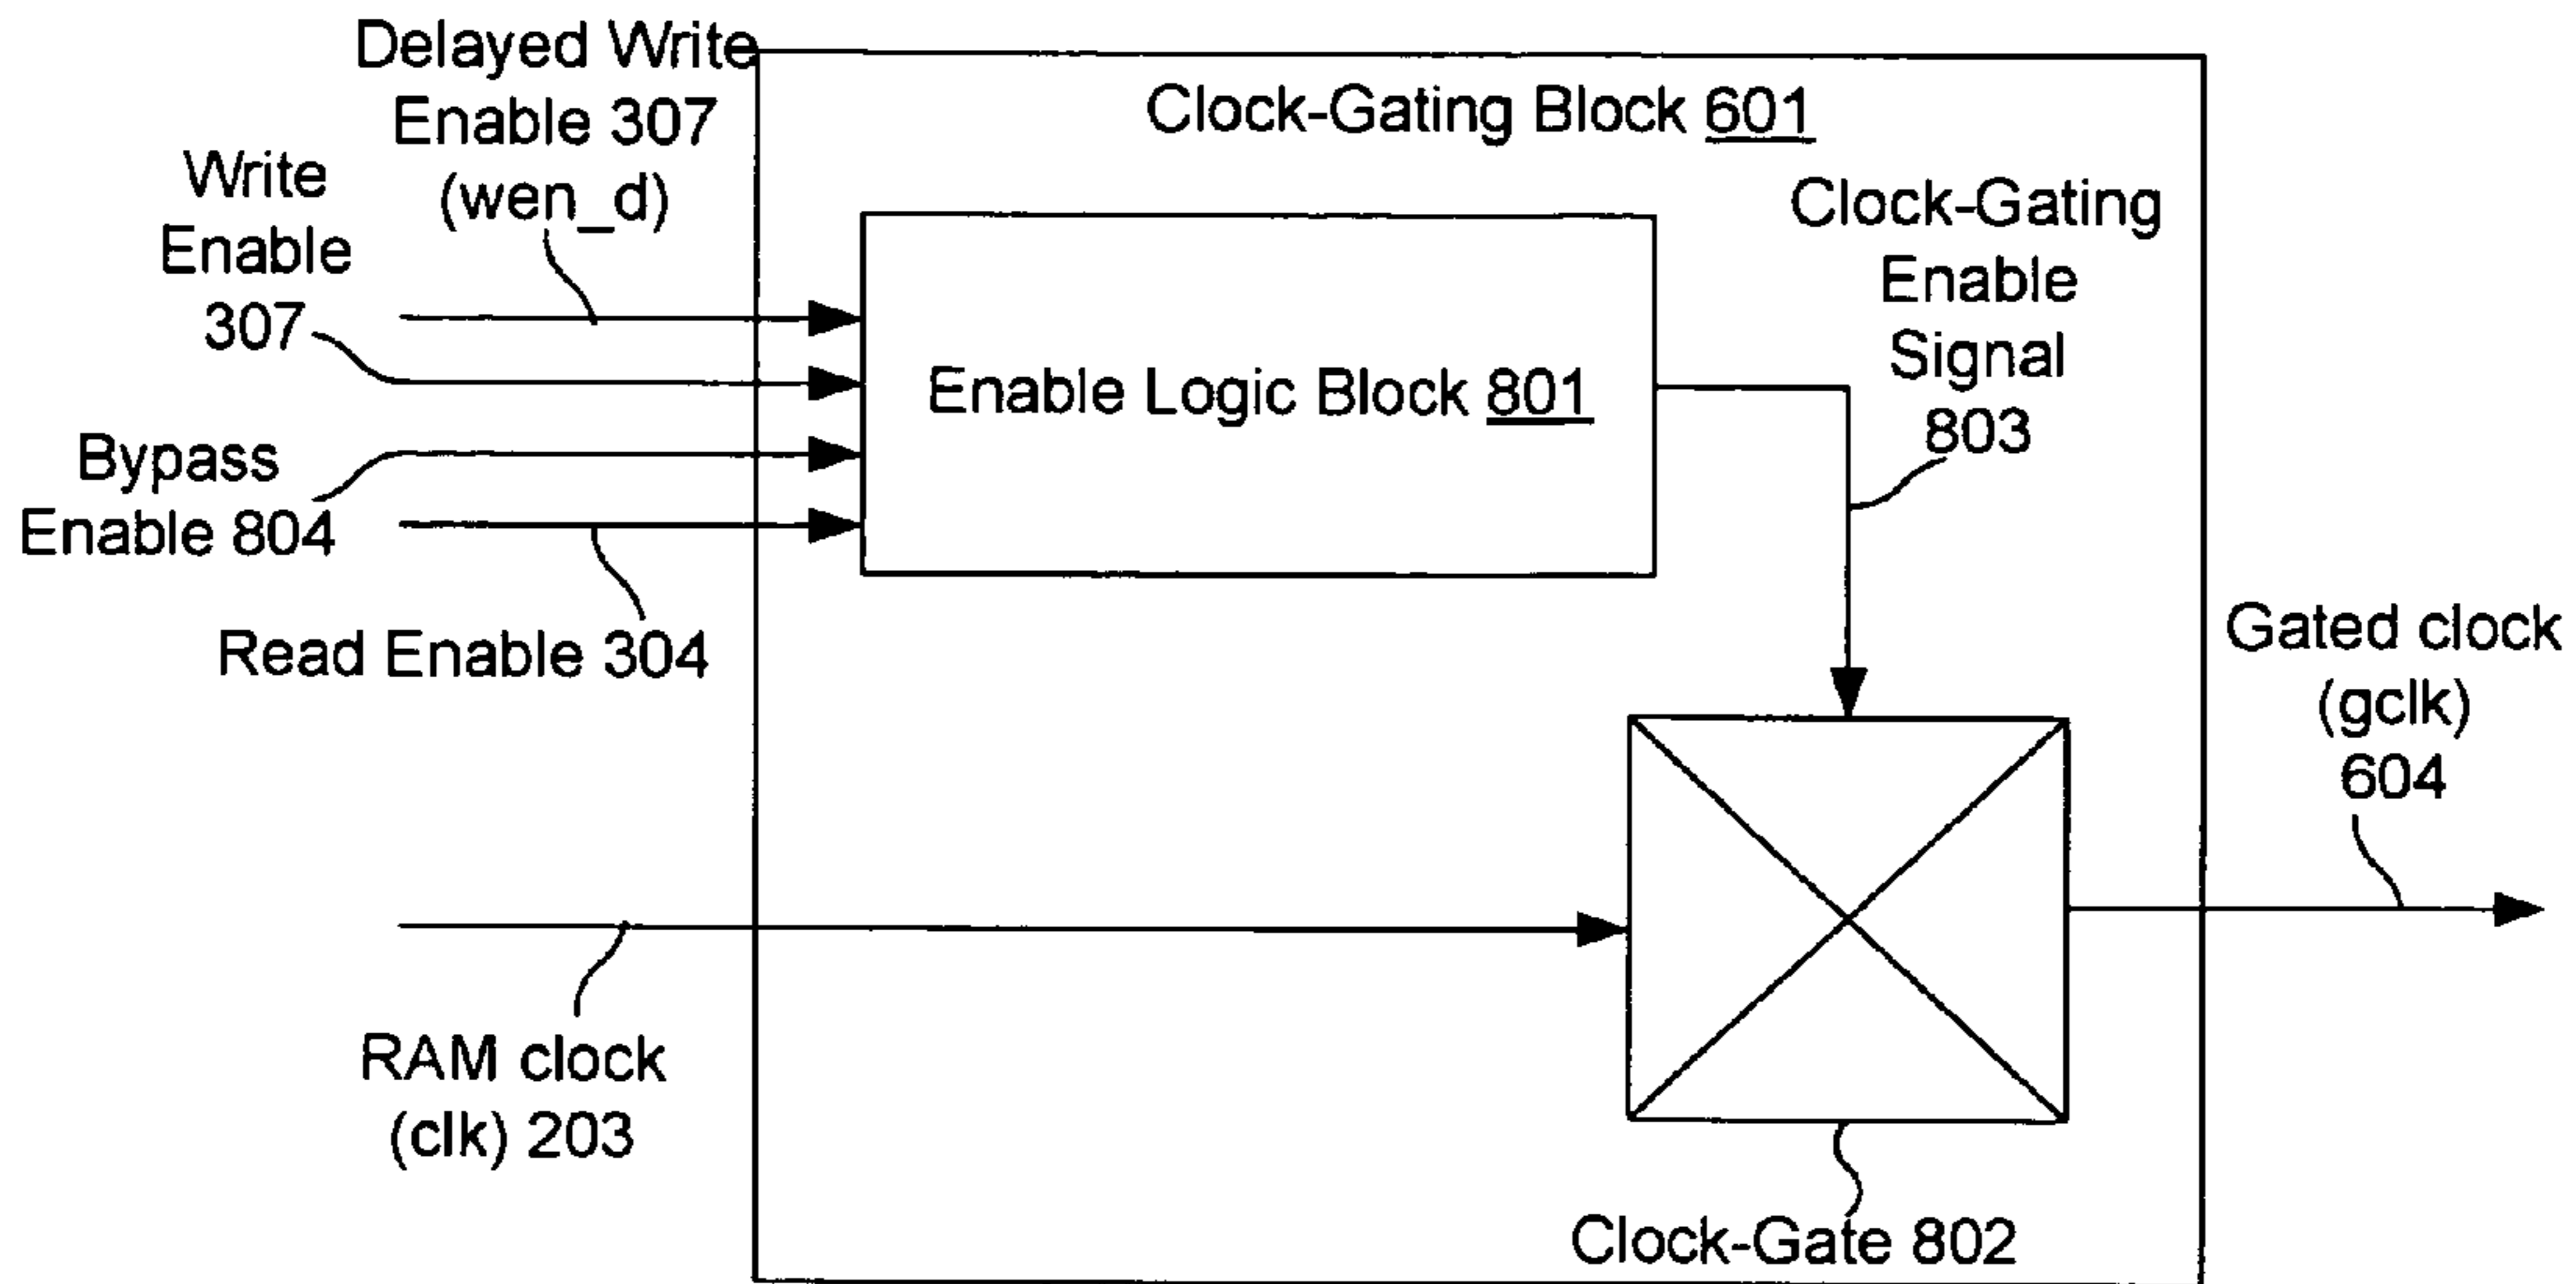 Delayed Write
Enable 307
(wen_d)
Write
Enable
307
Bypass
Enable 804
Read Enable 304
Clock-Gating Block 601
Enable Logic Block 801
Clock-Gating
Enable
Signal
803
Gated clock
(gclk)
604
RAM clock
(clk) 203
Clock-Gate 802